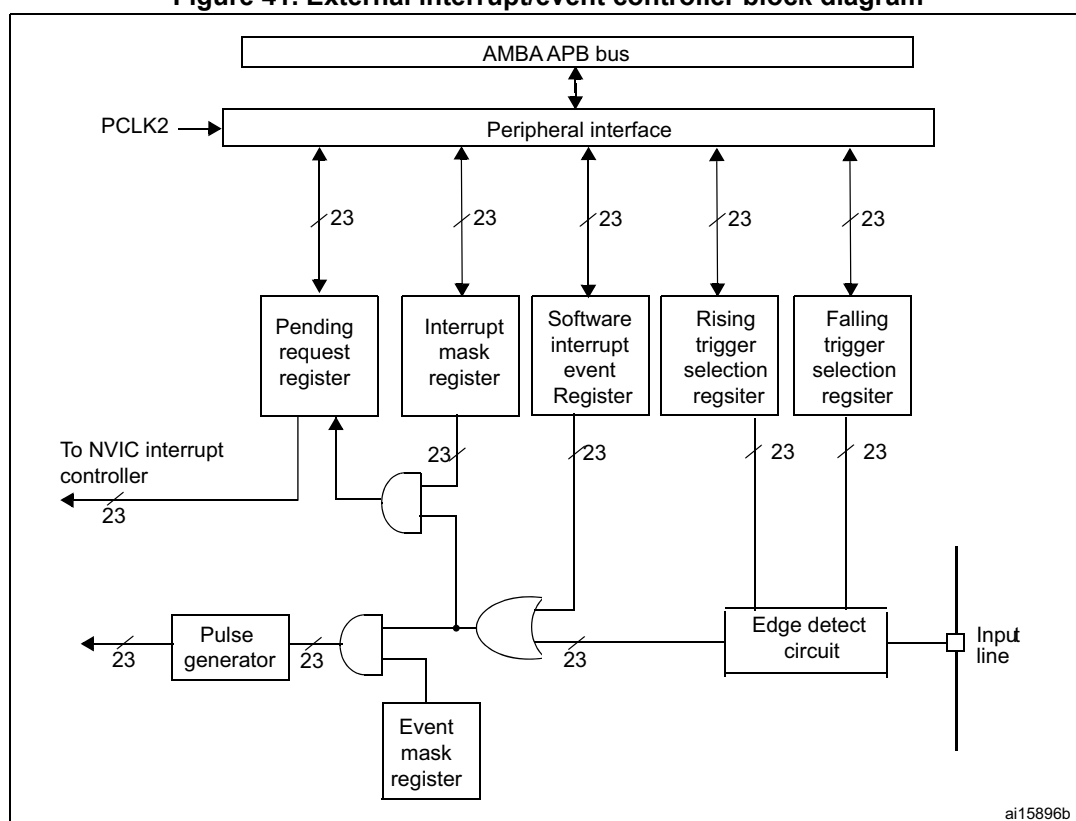 Figure 41. External interrupt/event controller block diagram
AMBA APB bus
PCLK2
Peripheral interface
23
23
23
23
23
Pending
request
register
Interrupt
mask
register
Software
interrupt
event
Register
Rising
trigger
selection
regsiter
Falling
trigger
selection
regsiter
To NVIC interrupt
controller
23
23
23
23
23
Pulse
generator
23
23
23
Edge detect
circuit
Input
line
Event
mask
register
ai15896b